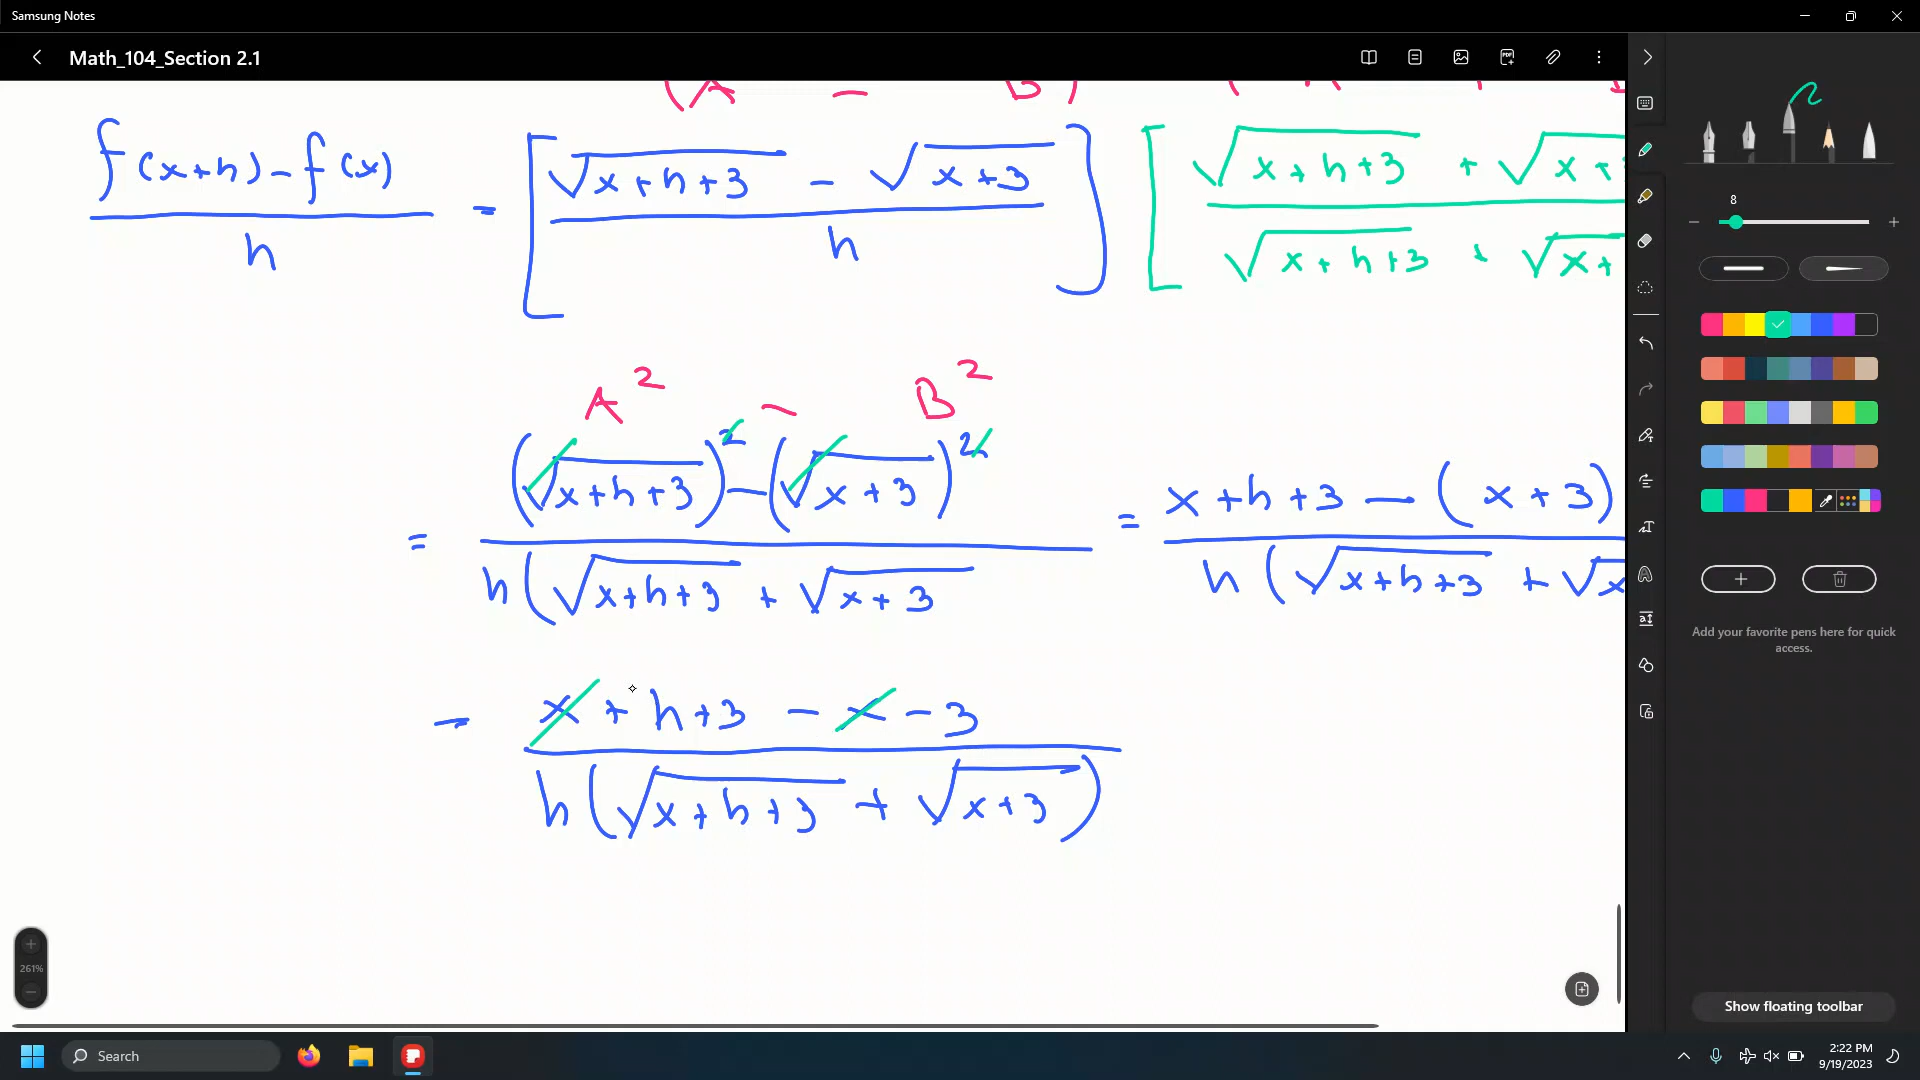 Samsung Notes
Math_104_Section 2.1
(A − B) (A +
f(x+h) − f(x) / h = [ √x+h+3 − √x+3 / h ] [ √x+h+3 + √x+ / √x+h+3 + √x+
A² − B²
= (√x+h+3)² − (√x+3)² / h(√x+h+3 + √x+3 = x+h+3 − (x+3) / h(√x+h+3 + √x
= x+h+3 − x − 3 / h(√x+h+3 + √x+3)
8
Add your favorite pens here for quick
access.
261%
Show floating toolbar
Search
2:22 PM
9/19/2023